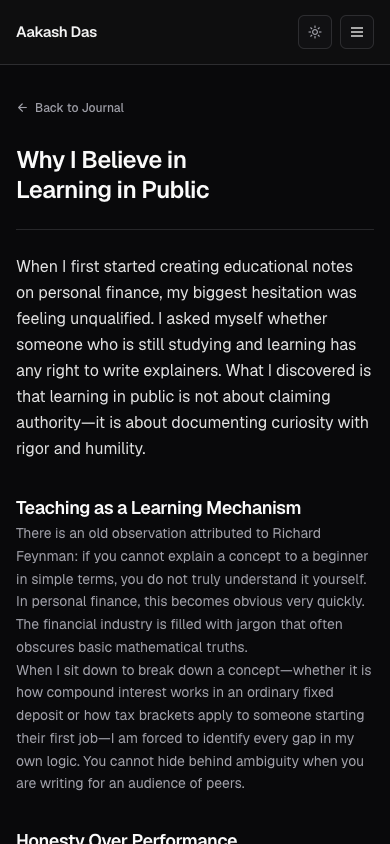 Aakash Das
← Back to Journal
Why I Believe in
Learning in Public
When I first started creating educational notes
on personal finance, my biggest hesitation was
feeling unqualified. I asked myself whether
someone who is still studying and learning has
any right to write explainers. What I discovered is
that learning in public is not about claiming
authority—it is about documenting curiosity with
rigor and humility.
Teaching as a Learning Mechanism
There is an old observation attributed to Richard
Feynman: if you cannot explain a concept to a beginner
in simple terms, you do not truly understand it yourself.
In personal finance, this becomes obvious very quickly.
The financial industry is filled with jargon that often
obscures basic mathematical truths.
When I sit down to break down a concept—whether it is
how compound interest works in an ordinary fixed
deposit or how tax brackets apply to someone starting
their first job—I am forced to identify every gap in my
own logic. You cannot hide behind ambiguity when you
are writing for an audience of peers.
Honesty Over Performance